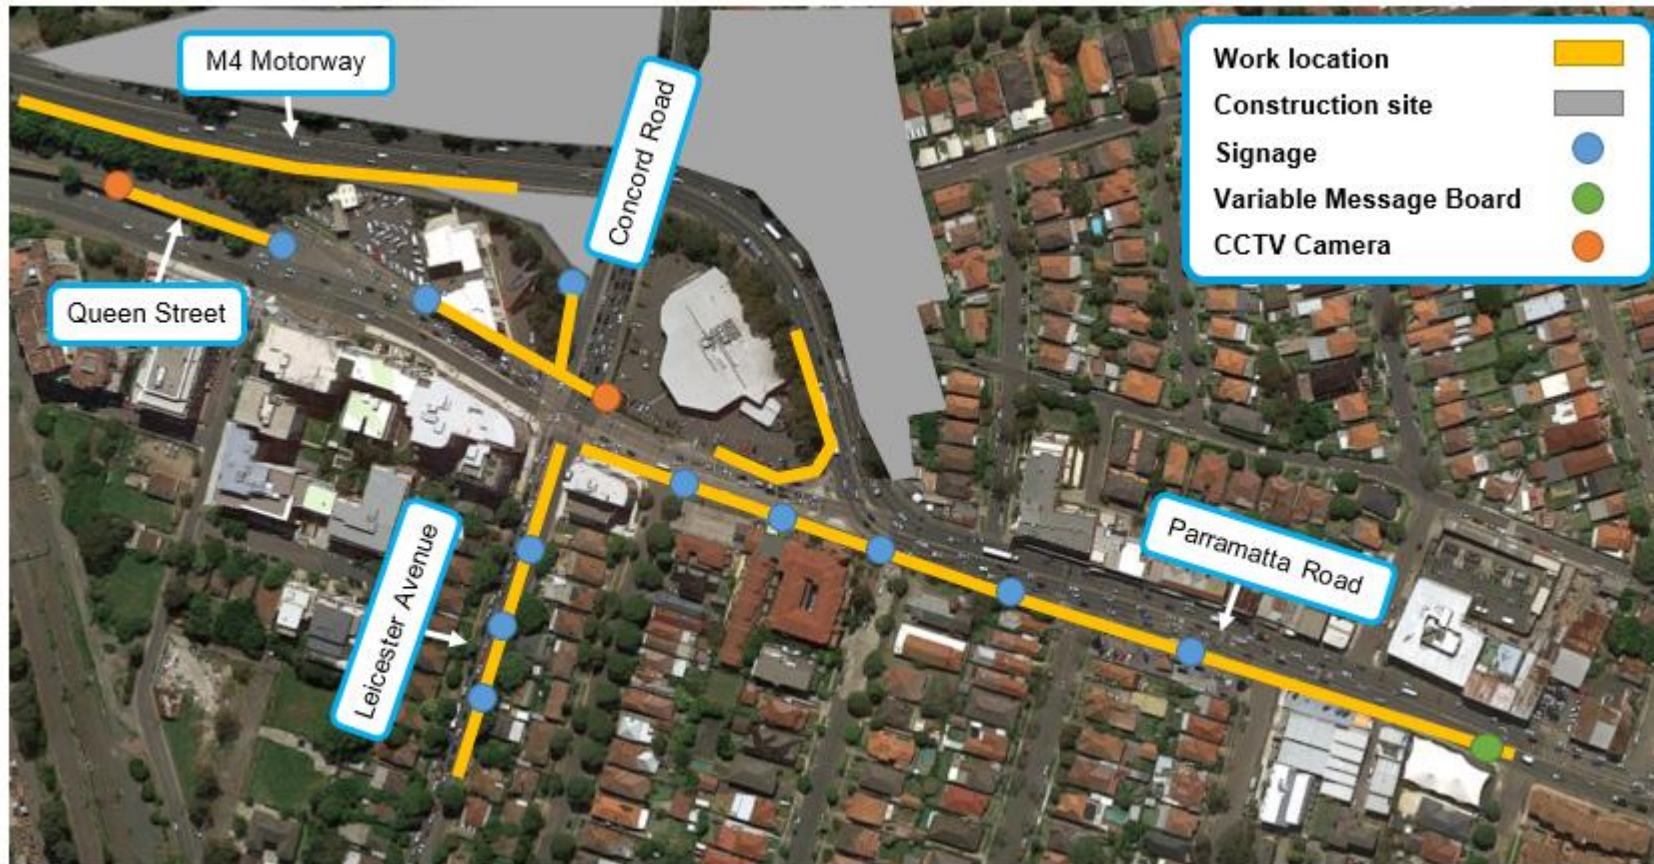 M4 Motorway
Concord Road
Queen Street
Leicester Avenue
Parramatta Road
Work location
Construction site
Signage
Variable Message Board
CCTV Camera